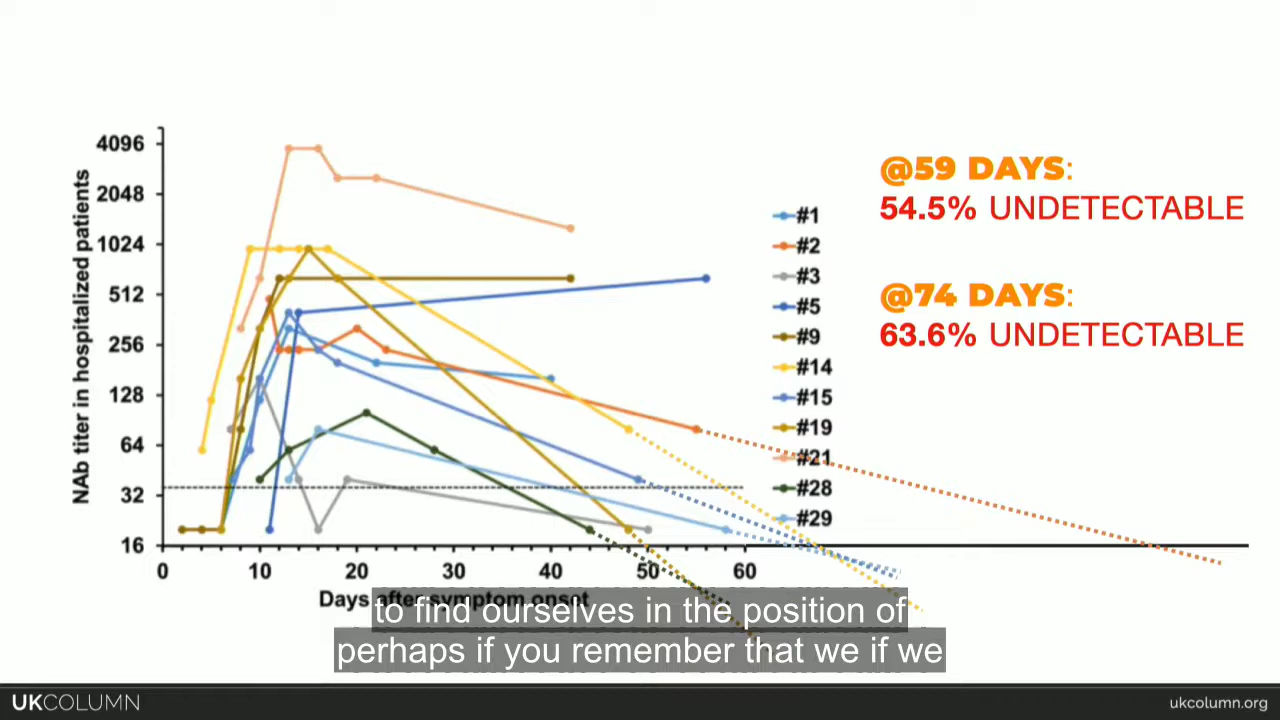 @59 DAYS:
54.5% UNDETECTABLE
@74 DAYS:
63.6% UNDETECTABLE
NAb titer in hospitalized patients
4096
2048
1024
512
256
128
64
32
16
0 10 20 30 40 50 60
Days after symptom onset
#1
#2
#3
#5
#9
#14
#15
#19
#21
#28
#29
to find ourselves in the position of
perhaps if you remember that we if we
UKCOLUMN
ukcolumn.org